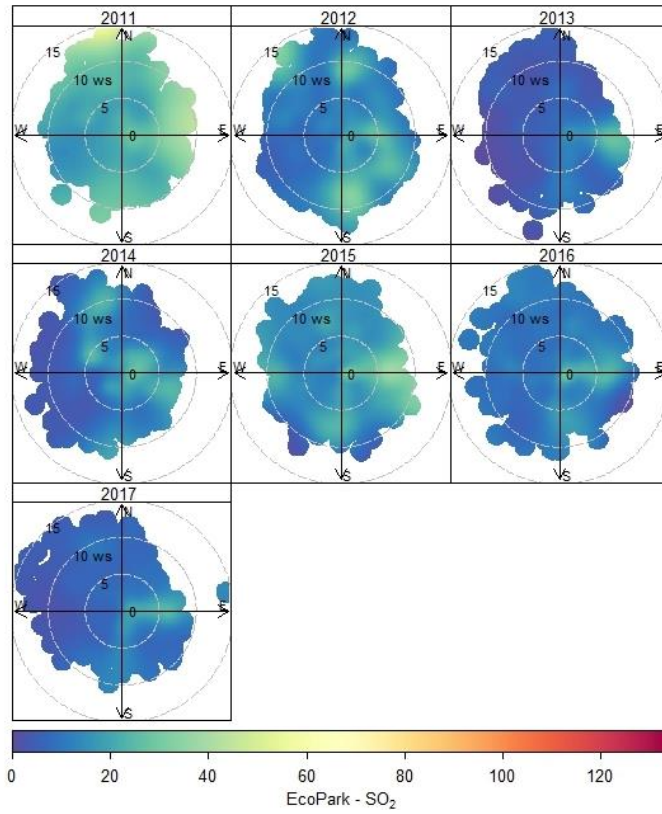 2011 2012 2013
N N
15 15 15
10 ws 10 ws 10 ws
5 5 5
W 0 E W 0 E W 0 E
S S S
2014 2015 2016
N N N
15 15 15
10 ws 10 ws 10 ws
5 5 5
W 0 E W 0 E W 0 E
S S S
2017
N
15
10 ws
5
W 0 E
S
0 20 40 60 80 100 120
EcoPark - SO₂